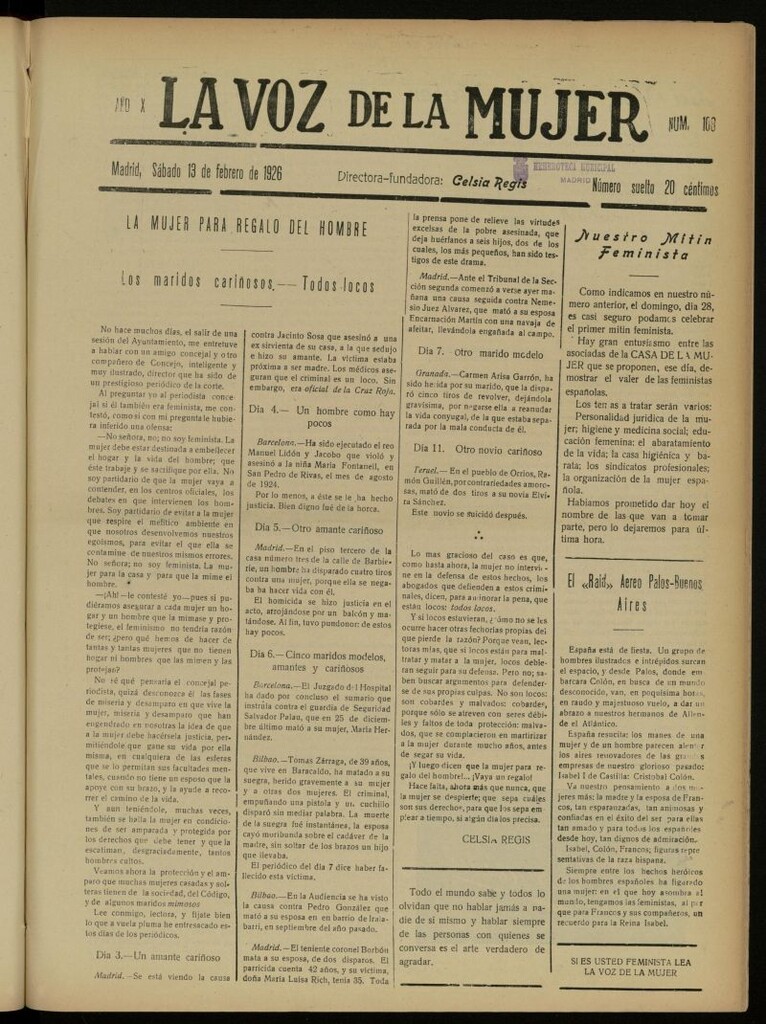 AÑO X
LA VOZ DE LA MUJER
NUM. 103
Madrid, Sábado 13 de febrero de 1926
Directora-fundadora: Celsia Regis
HEMEROTECA MUNICIPAL
MADRID
Número suelto 20 céntimos
LA MUJER PARA REGALO DEL HOMBRE
Los maridos cariñosos.—Todos locos
No hace muchos días, el salir de una
sesión del Ayuntamiento, me entretuve
a hablar con un amigo concejal y otro
compañero de Concejo, inteligente y
muy ilustrado, director que ha sido de
un prestigioso periódico de la corte.
Al preguntar yo al periodista conce-
jal si él también era feminista, me con-
testó, como si con mi pregunta le hu-
biera inferido una ofensa:
—No señora, no; no soy feminista. La
mujer debe estar destinada a embellecer
el hogar y la vida del hombre; que
éste trabaje y se sacrifique por ella. No
soy partidario de que la mujer vaya a
contender, en los centros oficiales, los
debates en que intervienen los hom-
bres. Soy partidario de evitar a la mujer
que respire el mefítico ambiente en
que nosotros desenvolvemos nuestros
egoísmos, para evitar el que ella se
contamine de nuestros mismos errores.
No señora; no soy feminista. La mu-
jer para la casa y para que la mime el
hombre.
—¡Ah!—le contesté yo—pues si pu-
diéramos asegurar a cada mujer un ho-
gar y un hombre que la mimase y pro-
tegiese, el feminismo no tendría razón
de ser; ¿pero qué hemos de hacer de
tantas y tantas mujeres que no tienen
hogar ni hombres que las mimen y las
protejan?
No sé qué pensaría el concejal pe-
riodista, quizá desconozca él las fases
de miseria y desamparo en que vive la
mujer, miseria y desamparo que han
engendrado en nosotras la idea de que
a la mujer debe hacérsela justicia, per-
mitiéndole que gane su vida por ella
misma, en cualquiera de las esferas
que se lo permitan sus facultades men-
tales, cuando no tiene un esposo que la
apoye con su brazo, y la ayude a reco-
rrer el camino de la vida.
Y aun teniéndole, muchas veces,
también se halla la mujer en condicio-
nes de ser amparada y protegida por
los derechos que debe tener y que la
escatiman, desgraciadamente, tantos
hombres cultos.
Veamos ahora la protección y el am-
paro que muchas mujeres casadas y sol-
teras tienen de la sociedad, del Código,
y de algunos maridos mimosos
Lee conmigo, lectora, y fíjate bien
lo que a vuela pluma he entresacado es-
tos días de los periódicos.
Día 3.—Un amante cariñoso
Madrid.—Se está viendo la causa
contra Jacinto Sosa que asesinó a una
ex sirvienta de su casa, a la que sedujo
e hizo su amante. La víctima estaba
próxima a ser madre. Los médicos ase-
guran que el criminal es un loco. Sin
embargo, era oficial de la Cruz Roja.
Día 4.— Un hombre como hay
pocos
Barcelona.—Ha sido ejecutado el reo
Manuel Lidón y Jacobo que violó y
asesinó a la niña María Fontanell, en
San Pedro de Rivas, el mes de agosto
de 1924.
Por lo menos, a éste se le ha hecho
justicia. Bien digno fué de la horca.
Día 5.—Otro amante cariñoso
Madrid.—En el piso tercero de la
casa número tres de la calle de Barbie-
rie, un hombre ha disparado cuatro tiros
contra una mujer, porque ella se nega-
ba ha hacer vida con él.
El homicida se hizo justicia en el
acto, arrojándose por un balcón y ma-
tándose. Al fin, tuvo pundonor: de estos
hay pocos.
Día 6.—Cinco maridos modelos,
amantes y cariñosos
Barcelona.—El Juzgado del Hospital
ha dado por concluso el sumario que
instruía contra el guardia de Seguridad
Salvador Palau, que en 25 de diciem-
bre último mató a su mujer, María Her-
nández.
Bilbao.—Tomás Zárraga, de 39 años,
que vive en Baracaldo, ha matado a su
suegra, herido gravemente a su mujer
y a otras dos mujeres. El criminal,
empuñando una pistola y un cuchillo
disparó sin mediar palabra. La muerte
de la suegra fué instantánea, la esposa
cayó moribunda sobre el cadáver de la
madre, sin soltar de los brazos un hijo
que llevaba.
El periódico del día 7 dice haber fa-
llecido esta víctima.
Bilbao.—En la Audiencia se ha visto
la causa contra Pedro González que
mató a su esposa en en barrio de Irala-
barri, en septiembre del año pasado.
Madrid.—El teniente coronel Borbón
mata a su esposa, de dos disparos. El
parricida cuenta 42 años, y su víctima,
doña María Luisa Rich, tenía 35. Toda
la prensa pone de relieve las virtudes
excelsas de la pobre asesinada, que
deja huérfanos a seis hijos, dos de los
cuales, los más pequeños, han sido tes-
tigos de este drama.
Madrid.—Ante el Tribunal de la Sec-
ción segunda comenzó a verse ayer ma-
ñana una causa seguida contra Neme-
sio Juez Alvarez, que mató a su esposa
Encarnación Martín con una navaja de
afeitar, llevándola engañada al campo.
Día 7. Otro marido modelo
Granada.—Carmen Arisa Garrón, ha
sido herida por su marido, que la dispa-
ró cinco tiros de revolver, dejándola
gravísima, por negarse ella a reanudar
la vida conyugal, de la que estaba sepa-
rada por la mala conducta de él.
Día 11. Otro novio cariñoso
Teruel.—En el pueblo de Orrios, Ra-
món Guillén, por contrariedades amoro-
sas, mató de dos tiros a su novia Elvi-
ra Sánchez.
Este novio se suicidó después.
Lo mas gracioso del caso es que,
como hasta ahora, la mujer no intervi-
ne en la defensa de estos hechos, los
abogados que defienden a estos crimi-
nales, dicen, para aminorar la pena, que
están locos: todos locos.
Y si locos estuvieran, ¿cómo no se les
ocurre hacer otras fechorías propias del
que pierde la razón? Porque vean, lec-
toras mías, que si locos están para mal-
tratar y matar a la mujer, locos debie-
ran seguir para su defensa. Pero no; sa-
ben buscar argumentos para defender-
se de sus propias culpas. No son locos:
son cobardes y malvados: cobardes,
porque sólo se atreven con seres débiles
y faltos de toda protección: malva-
dos, que se complacieron en martirizar
a la mujer durante mucho años, antes
de segar su vida.
¡Y luego dicen que la mujer para re-
galo del hombre!... ¡Vaya un regalo!
Hace falta, ahora más que nunca, que
la mujer se despierte; que sepa cuáles
son sus derechos, para que los sepa em-
plear a tiempo, si algún día los precisa.
CELSIA REGIS
Todo el mundo sabe y todos lo
olvidan que no hablar jamás a na-
die de si mismo y hablar siempre
de las personas con quienes se
conversa es el arte verdadero de
agradar.
Nuestro Mitin
Feminista
Como indicamos en nuestro nú-
mero anterior, el domingo, día 28,
es casi seguro podamos celebrar
el primer mitin feminista.
Hay gran entusiasmo entre las
asociadas de la CASA DE LA MU-
JER que se proponen, ese día, de-
mostrar el valer de las feministas
españolas.
Los temas a tratar serán varios:
Personalidad jurídica de la mu-
jer; higiene y medicina social; edu-
cación femenina; el abaratamiento
de la vida; la casa higiénica y ba-
rata; los sindicatos profesionales;
la organización de la mujer espa-
ñola.
Habíamos prometido dar hoy el
nombre de las que van a tomar
parte, pero lo dejaremos para úl-
tima hora.
El «Raid» Aereo Palos-Buenos
Aires
España está de fiesta. Un grupo de
hombres ilustrados e intrépidos surcan
el espacio, y desde Palos, donde em-
barcara Colón, en busca de un mundo
desconocido, van, en poquísima horas,
en raudo y majestuoso vuelo, a dar un
abrazo a nuestros hermanos de Allen-
de el Atlántico.
España resucita: los manes de una
mujer y de un hombre parecen alentar
los aires renovadores de las grandes
empresas de nuestro glorioso pasado:
Isabel I de Castilla: Cristobal Colón.
Va nuestro pensamiento a dos mu-
jeres más: la madre y la esposa de Fran-
cos, tan esparanzadas, tan animosas y
confiadas en el éxito del ser para ellas
tan amado y para todos los españoles
desde hoy, tan dignos de admiración.
Isabel, Colón, Francos; figuras repre
sentativas de la raza hispana.
Siempre entre los hechos heróicos
de los hombres españoles ha figurado
una mujer: en el que hoy asombra al
mundo, tengamos las feministas, al par
que para Francos y sus compañeros, un
recuerdo para la Reina Isabel.
SI ES USTED FEMINISTA LEA
LA VOZ DE LA MUJER